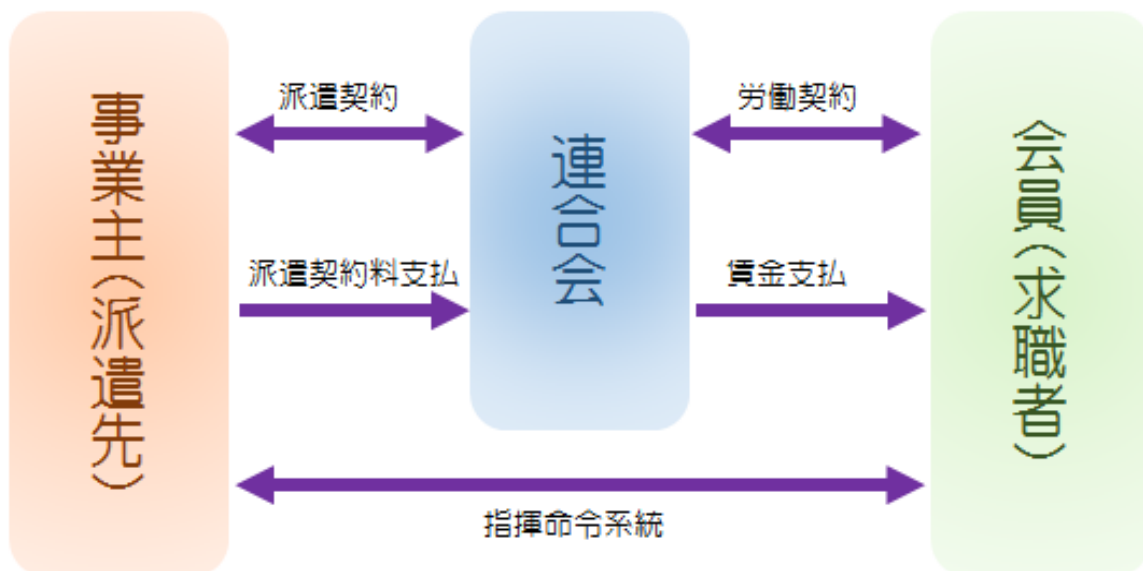 事業主(派遣先)
派遣契約
派遣契約料支払
連合会
労働契約
賃金支払
会員(求職者)
指揮命令系統